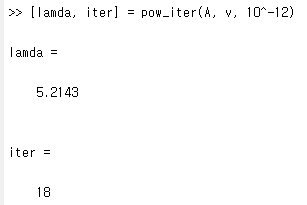 >> [lamda, iter] = pow_iter(A, v, 10^-12)
lamda =
5.2143
iter =
18